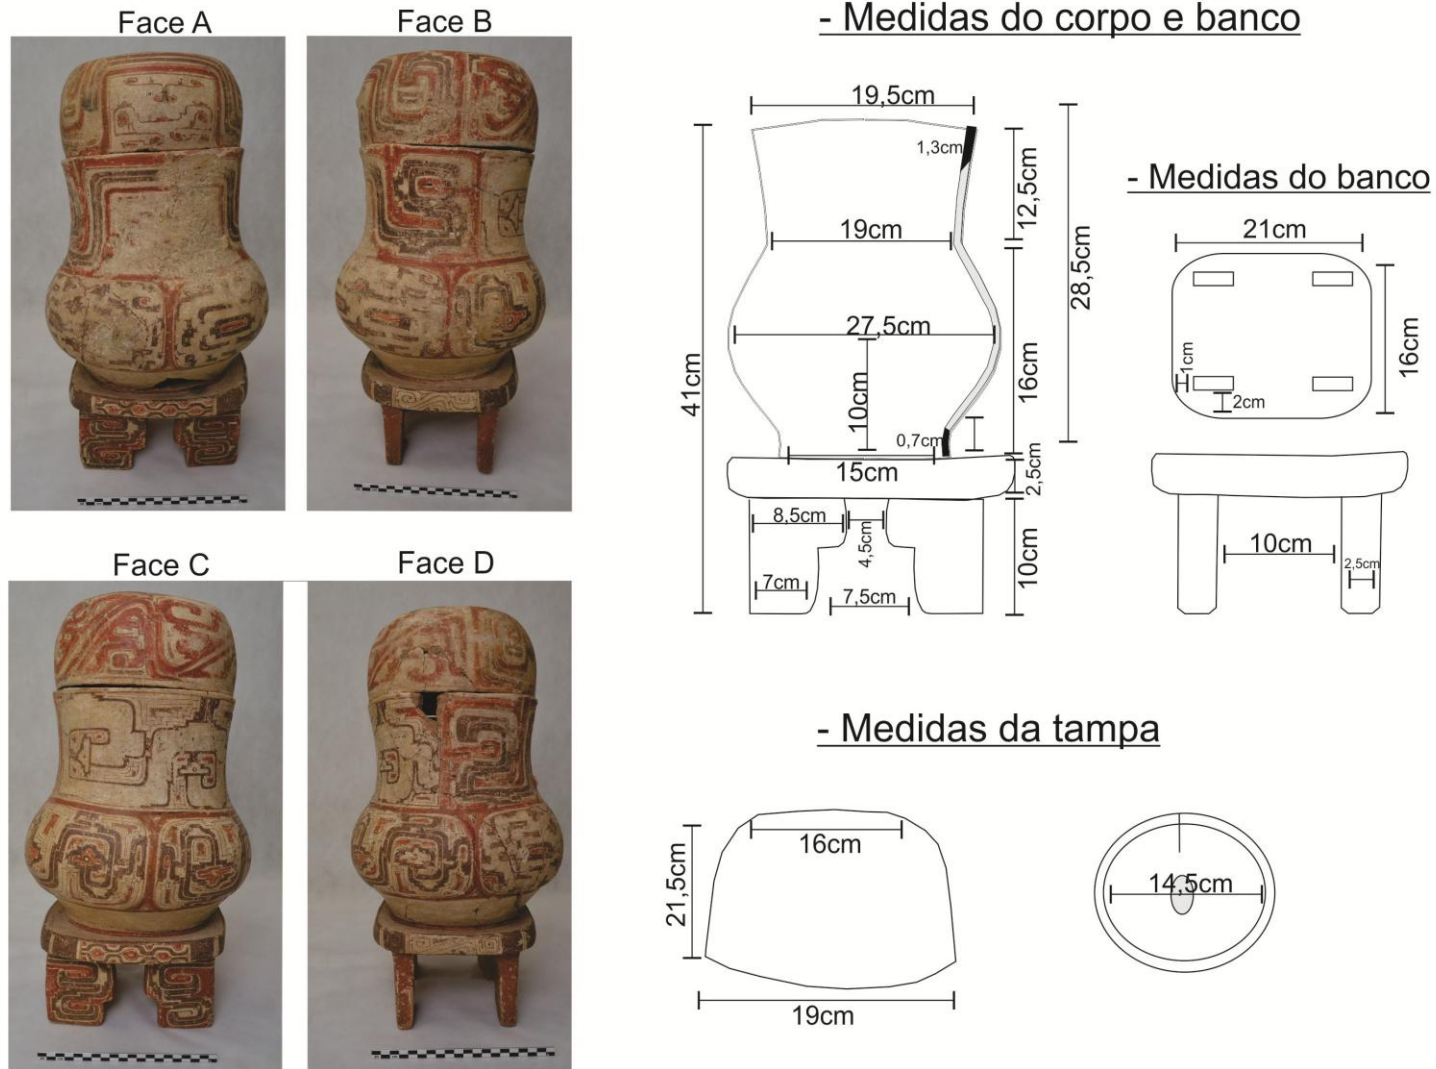 Face A
Face B
Face C
Face D
- Medidas do corpo e banco
19,5cm
1,3cm
12,5cm
19cm
28,5cm
27,5cm
41cm
10cm
16cm
0,7cm
15cm
2,5cm
8,5cm
4,5cm
10cm
7cm
7,5cm
- Medidas do banco
21cm
16cm
1cm
2cm
10cm
2,5cm
- Medidas da tampa
16cm
21,5cm
19cm
14,5cm